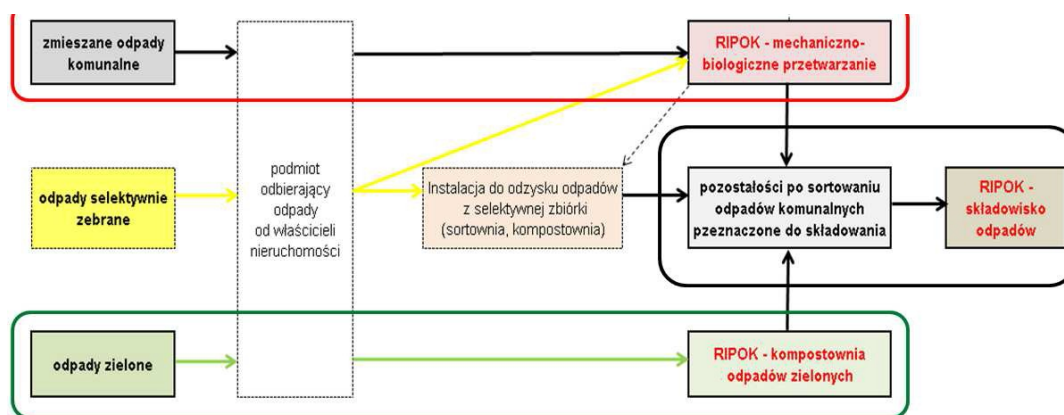 zmieszane odpady
komunalne
RIPOK - mechaniczno-
biologiczne przetwarzanie
odpady selektywnie
zebrane
podmiot
odbierający
odpady
od właścicieli
nieruchomości
Instalacja do odzysku odpadów
z selektywnej zbiórki
(sortownia, kompostownia)
pozostałości po sortowaniu
odpadów komunalnych
pzeznaczone do składowania
RIPOK -
składowisko
odpadów
odpady zielone
RIPOK - kompostownia
odpadów zielonych